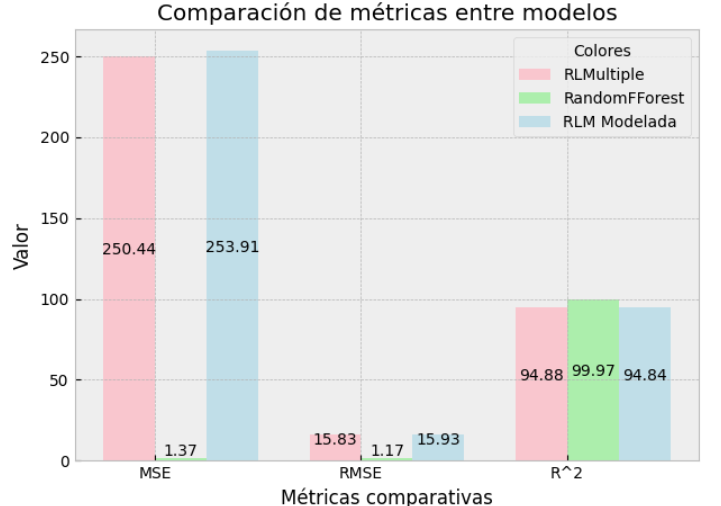 Comparación de métricas entre modelos
Colores
RLMultiple
RandomFForest
RLM Modelada
Valor
250
200
150
100
50
0
250.44
1.37
253.91
15.83
1.17
15.93
94.88
99.97
94.84
MSE
RMSE
R^2
Métricas comparativas